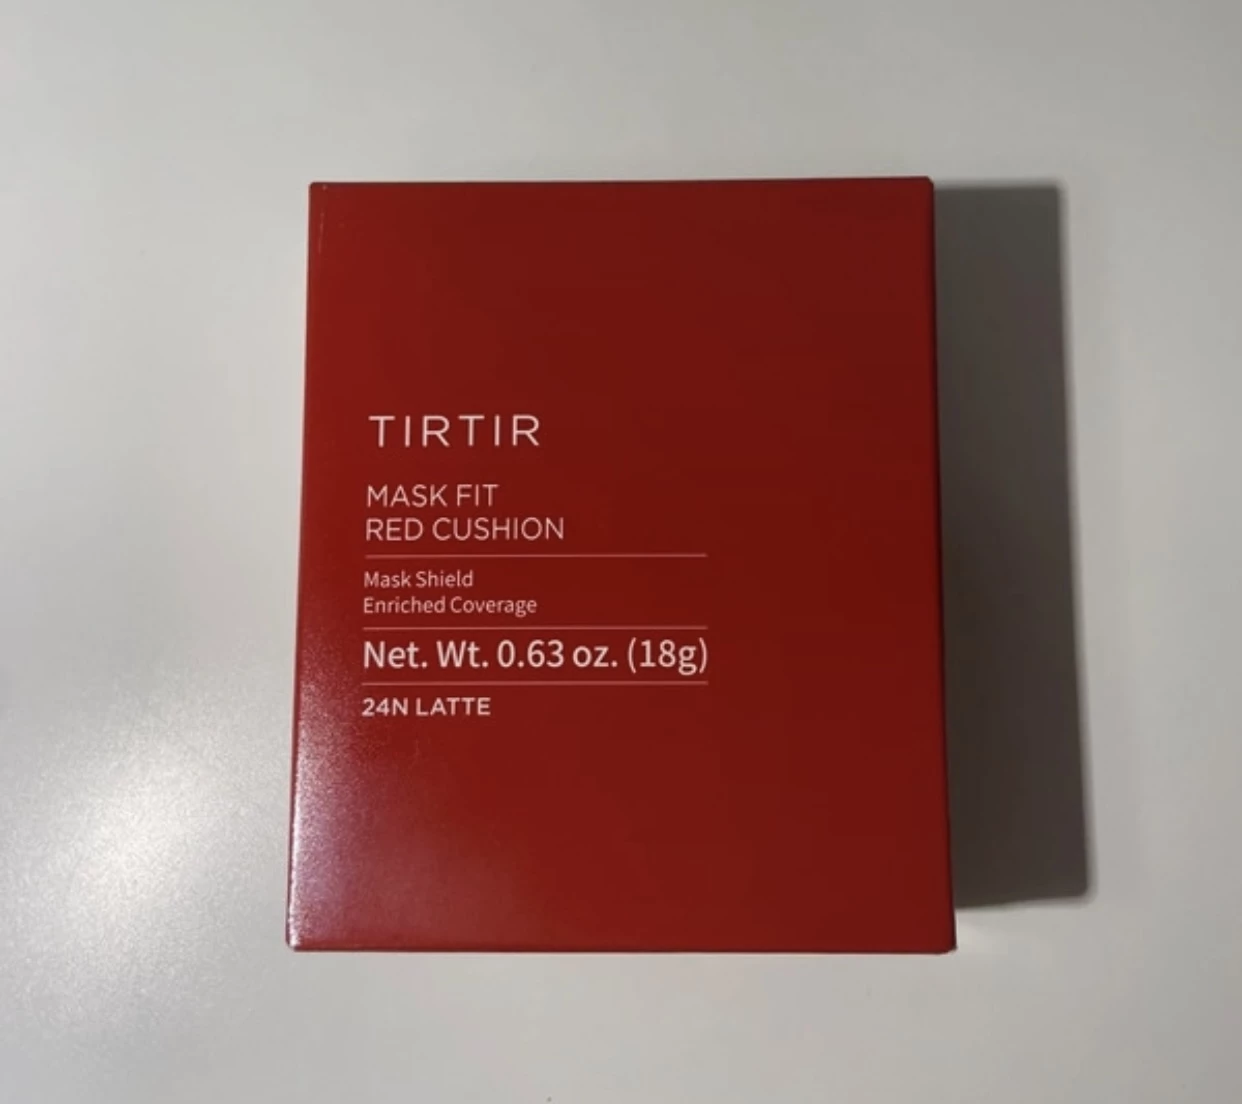 TIRTIR
MASK FIT
RED CUSHION
Mask Shield
Enriched Coverage
Net. Wt. 0.63 oz. (18g)
24N LATTE